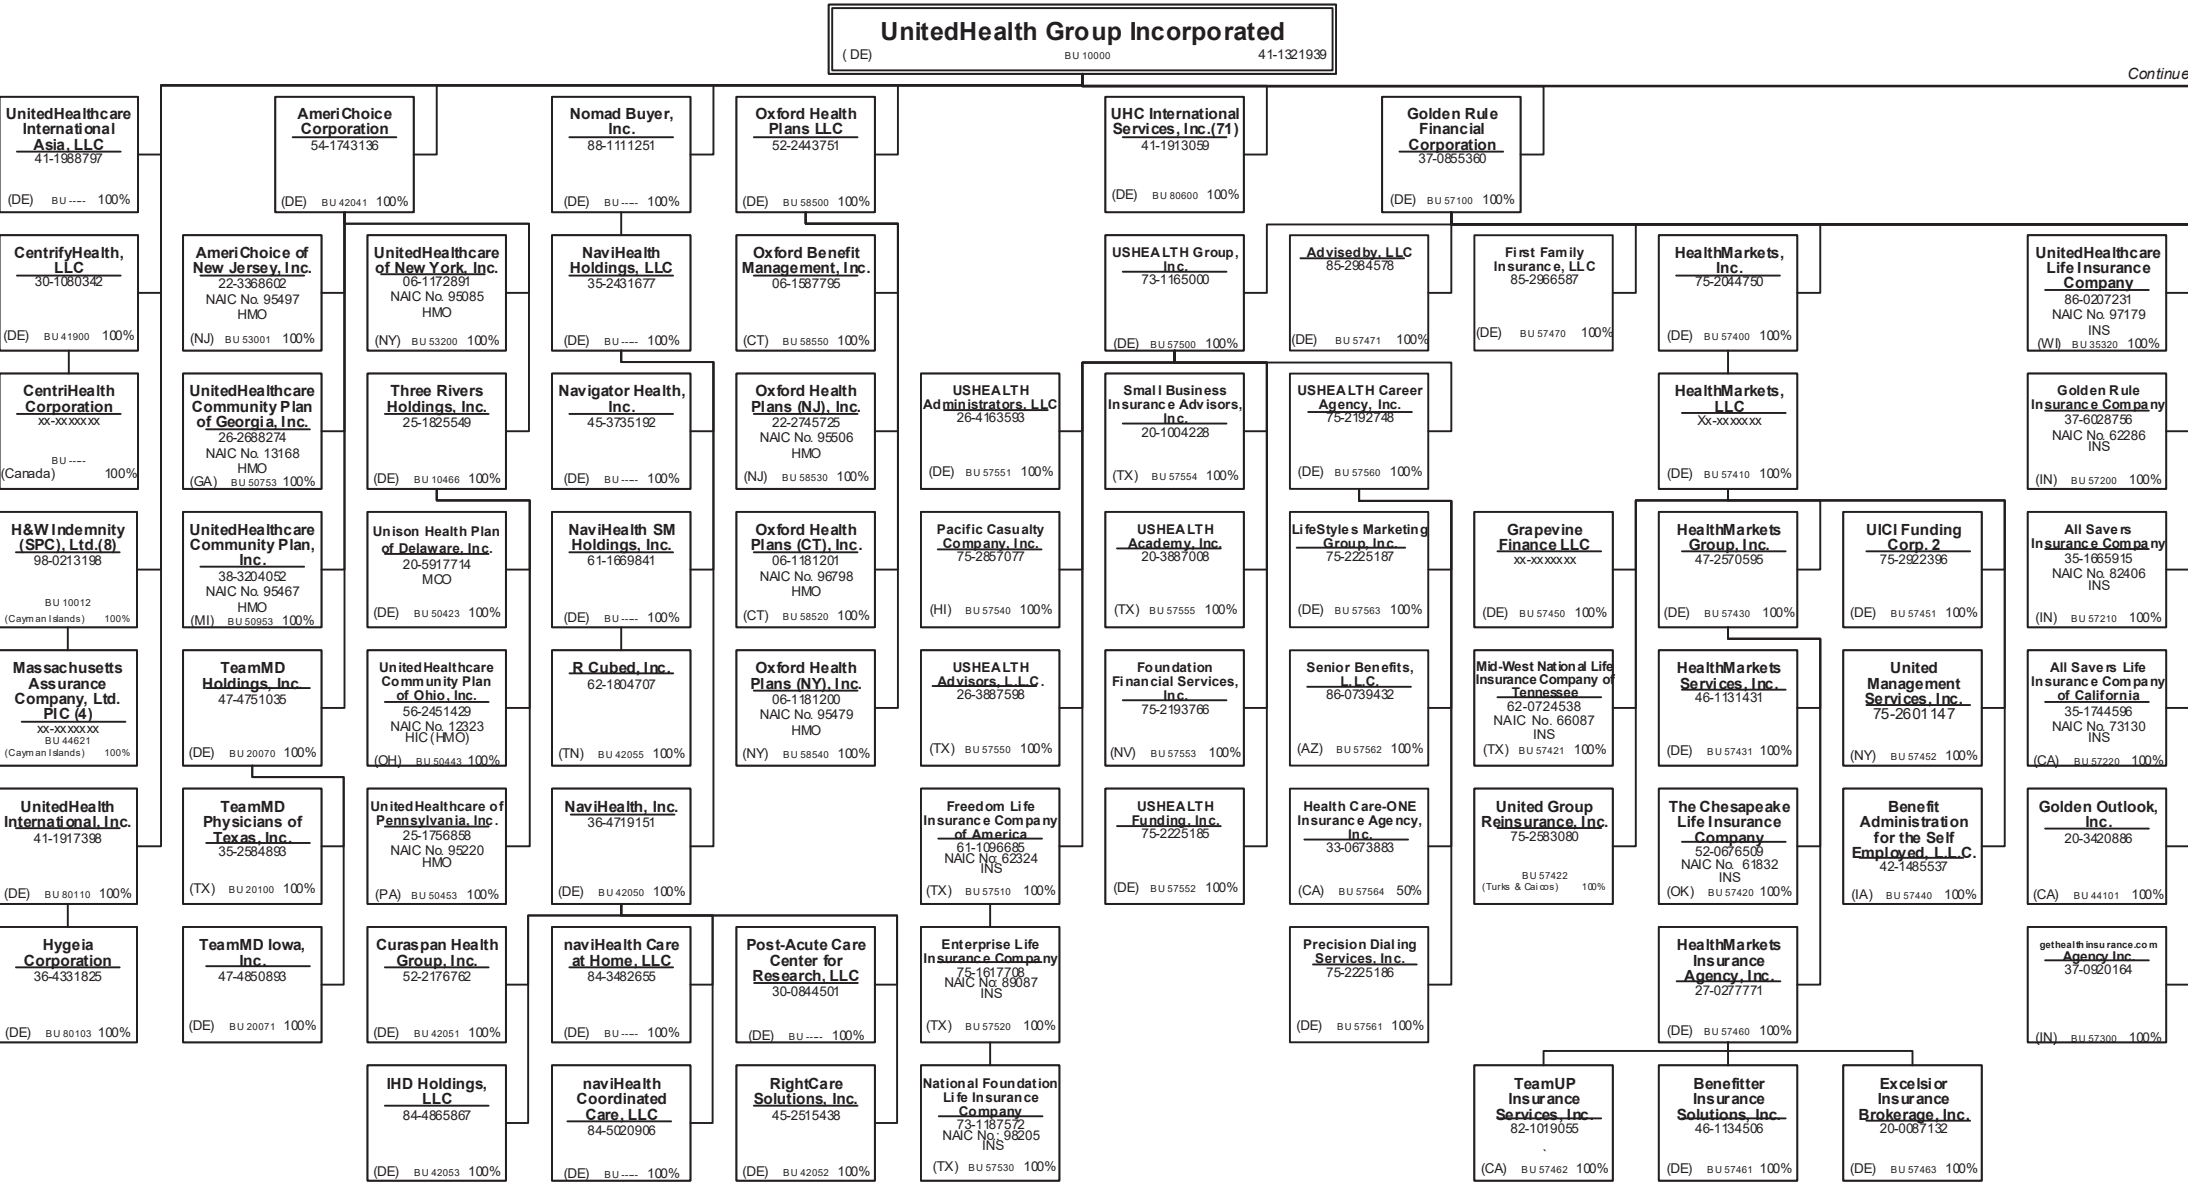 UnitedHealth Group Incorporated
( DE) BU 10000 41-1321939
Continue
UnitedHealthcare
International
Asia, LLC
41-1988797
(DE) BU ---- 100%
AmeriChoice
Corporation
54-1743136
(DE) BU 42041 100%
Nomad Buyer,
Inc.
88-1111251
(DE) BU ---- 100%
Oxford Health
Plans LLC
52-2443751
(DE) BU 58500 100%
UHC International
Services, Inc.(71)
41-1913059
(DE) BU 80600 100%
Golden Rule
Financial
Corporation
37-0855360
(DE) BU 57100 100%
CentrifyHealth,
LLC
30-1080342
(DE) BU 41900 100%
AmeriChoice of
New Jersey, Inc.
22-3368602
NAIC No. 95497
HMO
(NJ) BU 53001 100%
UnitedHealthcare
of New York, Inc.
06-1172891
NAIC No. 95085
HMO
(NY) BU 53200 100%
NaviHealth
Holdings, LLC
35-2431677
(DE) BU ---- 100%
Oxford Benefit
Management, Inc.
06-1587795
(CT) BU 58550 100%
USHEALTH Group,
Inc.
73-1165000
(DE) BU 57500 100%
Advisedby, LLC
85-2984578
(DE) BU 57471 100%
First Family
Insurance, LLC
85-2966587
(DE) BU 57470 100%
HealthMarkets,
Inc.
75-2044750
(DE) BU 57400 100%
UnitedHealthcare
Life Insurance
Company
86-0207231
NAIC No. 97179
INS
(WI) BU 35320 100%
CentriHealth
Corporation
xx-xxxxxxx
BU ----
(Canada) 100%
UnitedHealthcare
Community Plan
of Georgia, Inc.
26-2688274
NAIC No. 13168
HMO
(GA) BU 50753 100%
Three Rivers
Holdings, Inc.
25-1825549
(DE) BU 10466 100%
Navigator Health,
Inc.
45-3735192
(DE) BU ---- 100%
Oxford Health
Plans (NJ), Inc.
22-2745725
NAIC No. 95506
HMO
(NJ) BU 58530 100%
USHEALTH
Administrators, LLC
26-4163593
(DE) BU 57551 100%
Small Business
Insurance Advisors,
Inc.
20-1004228
(TX) BU 57554 100%
USHEALTH Career
Agency, Inc.
75-2192748
(DE) BU 57560 100%
HealthMarkets,
LLC
Xx-xxxxxxx
(DE) BU 57410 100%
Golden Rule
Insurance Company
37-6028756
NAIC No. 62286
INS
(IN) BU 57200 100%
H&W Indemnity
(SPC), Ltd.(8)
98-0213198
BU 10012
(Cayman Islands) 100%
UnitedHealthcare
Community Plan,
Inc.
38-3204052
NAIC No. 95467
HMO
(MI) BU 50953 100%
Unison Health Plan
of Delaware, Inc.
20-5917714
MCO
(DE) BU 50423 100%
NaviHealth SM
Holdings, Inc.
61-1669841
(DE) BU ---- 100%
Oxford Health
Plans (CT), Inc.
06-1181201
NAIC No. 96798
HMO
(CT) BU 58520 100%
Pacific Casualty
Company, Inc.
75-2857077
(HI) BU 57540 100%
USHEALTH
Academy, Inc.
20-3887008
(TX) BU 57555 100%
LifeStyles Marketing
Group, Inc.
75-2225187
(DE) BU 57563 100%
Grapevine
Finance LLC
xx-xxxxxxx
(DE) BU 57450 100%
HealthMarkets
Group, Inc.
47-2570595
(DE) BU 57430 100%
UICI Funding
Corp. 2
75-2922396
(DE) BU 57451 100%
All Savers
Insurance Company
35-1665915
NAIC No. 82406
INS
(IN) BU 57210 100%
Massachusetts
Assurance
Company, Ltd.
PIC (4)
xx-xxxxxxx
BU 44621
(Cayman Islands) 100%
TeamMD
Holdings, Inc.
47-4751035
(DE) BU 20070 100%
UnitedHealthcare
Community Plan
of Ohio, Inc.
56-2451429
NAIC No. 12323
HIC (HMO)
(OH) BU 50443 100%
R Cubed, Inc.
62-1804707
(TN) BU 42055 100%
Oxford Health
Plans (NY), Inc.
06-1181200
NAIC No. 95479
HMO
(NY) BU 58540 100%
USHEALTH
Advisors, L.L.C.
26-3887598
(TX) BU 57550 100%
Foundation
Financial Services,
Inc.
75-2193766
(NV) BU 57553 100%
Senior Benefits,
L.L.C.
86-0739432
(AZ) BU 57562 100%
Mid-West National Life
Insurance Company of
Tennessee
62-0724538
NAIC No. 66087
INS
(TX) BU 57421 100%
HealthMarkets
Services, Inc.
46-1131431
(DE) BU 57431 100%
United
Management
Services, Inc.
75-2601147
(NY) BU 57452 100%
All Savers Life
Insurance Company
of California
35-1744596
NAIC No. 73130
INS
(CA) BU 57220 100%
UnitedHealth
International, Inc.
41-1917398
(DE) BU 80110 100%
TeamMD
Physicians of
Texas, Inc.
35-2584893
(TX) BU 20100 100%
UnitedHealthcare of
Pennsylvania, Inc.
25-1756858
NAIC No. 95220
HMO
(PA) BU 50453 100%
NaviHealth, Inc.
36-4719151
(DE) BU 42050 100%
Freedom Life
Insurance Company
of America
61-1096685
NAIC No: 62324
INS
(TX) BU 57510 100%
USHEALTH
Funding, Inc.
75-2225185
(DE) BU 57552 100%
Health Care-ONE
Insurance Agency,
Inc.
33-0673883
(CA) BU 57564 50%
United Group
Reinsurance, Inc.
75-2583080
BU 57422
(Turks & Caicos) 100%
The Chesapeake
Life Insurance
Company
52-0676509
NAIC No. 61832
INS
(OK) BU 57420 100%
Benefit
Administration
for the Self
Employed, L.L.C.
42-1485537
(IA) BU 57440 100%
Golden Outlook,
Inc.
20-3420886
(CA) BU 44101 100%
Hygeia
Corporation
36-4331825
(DE) BU 80103 100%
TeamMD Iowa,
Inc.
47-4850893
(DE) BU 20071 100%
Curaspan Health
Group, Inc.
52-2176762
(DE) BU 42051 100%
naviHealth Care
at Home, LLC
84-3482655
(DE) BU ---- 100%
Post-Acute Care
Center for
Research, LLC
30-0844501
(DE) BU ---- 100%
Enterprise Life
Insurance Company
75-1617708
NAIC No: 89087
INS
(TX) BU 57520 100%
Precision Dialing
Services, Inc.
75-2225186
(DE) BU 57561 100%
HealthMarkets
Insurance
Agency, Inc.
27-0277771
(DE) BU 57460 100%
gethealthinsurance.com
Agency Inc.
37-0920164
(IN) BU 57300 100%
IHD Holdings,
LLC
84-4865867
(DE) BU 42053 100%
naviHealth
Coordinated
Care, LLC
84-5020906
(DE) BU ---- 100%
RightCare
Solutions, Inc.
45-2515438
(DE) BU 42052 100%
National Foundation
Life Insurance
Company
73-1187572
NAIC No.: 98205
INS
(TX) BU 57530 100%
TeamUP
Insurance
Services, Inc.
82-1019055
(CA) BU 57462 100%
Benefitter
Insurance
Solutions, Inc.
46-1134506
(DE) BU 57461 100%
Excelsior
Insurance
Brokerage, Inc.
20-0087132
(DE) BU 57463 100%